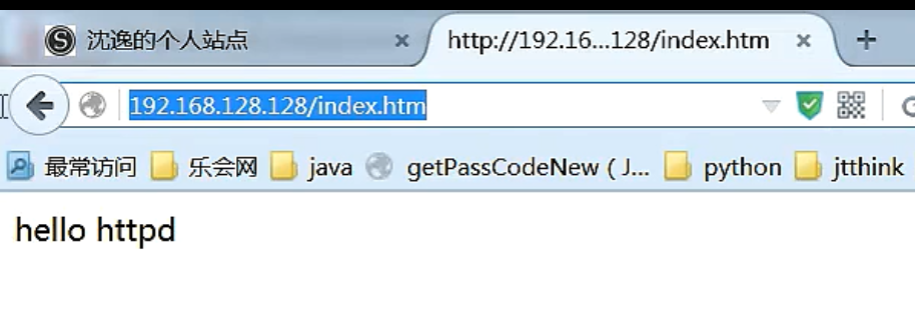 沈逸的个人站点 http://192.16...128/index.htm
192.168.128.128/index.htm
最常访问 乐会网 java getPassCodeNew ( J... python jtthink
hello httpd